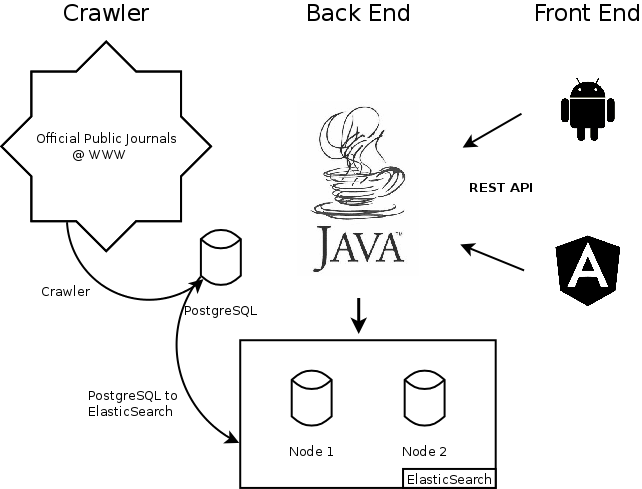 Crawler
Back End
Front End
Official Public Journals
@ WWW
REST API
JAVA™
Crawler
PostgreSQL
PostgreSQL to
ElasticSearch
Node 1
Node 2
ElasticSearch
A